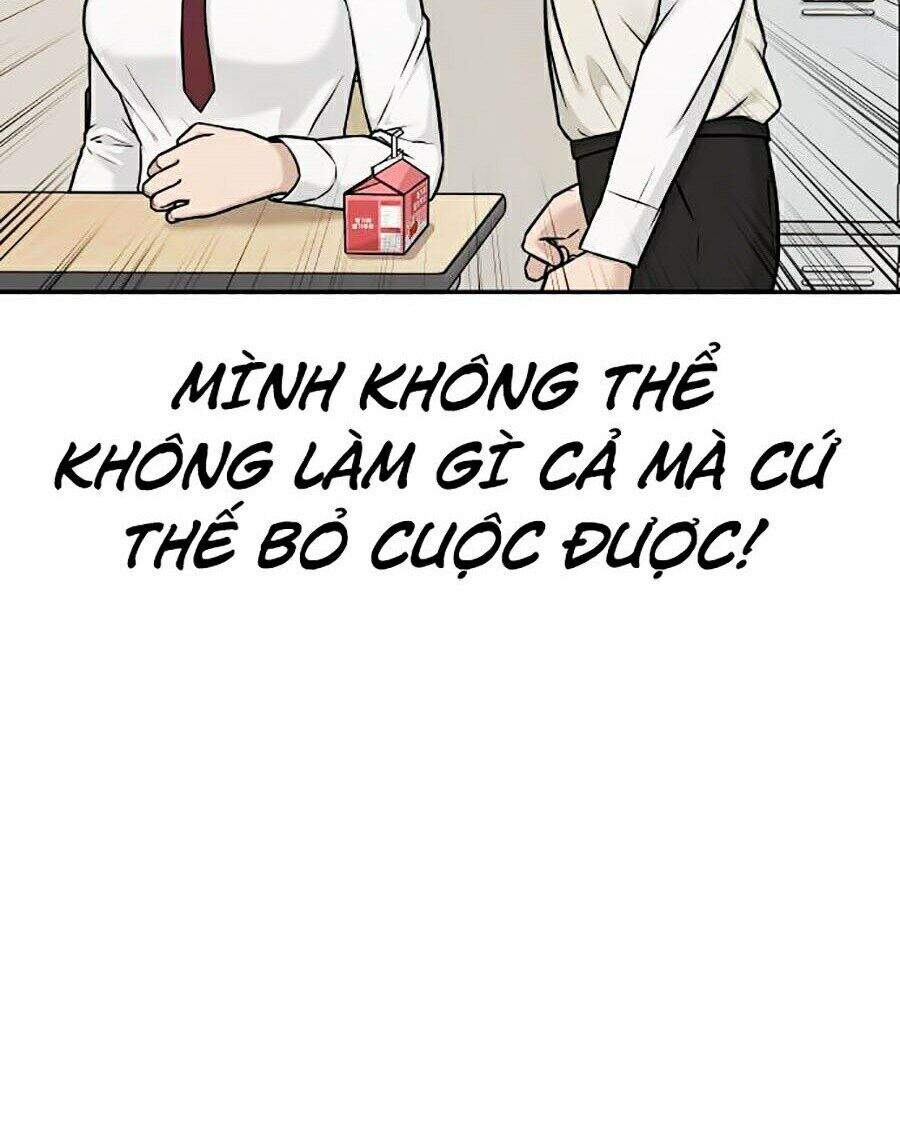 MÌNH KHÔNG THỂ
KHÔNG LÀM GÌ CẢ MÀ CỨ
THẾ BỎ CUỘC ĐƯỢC!